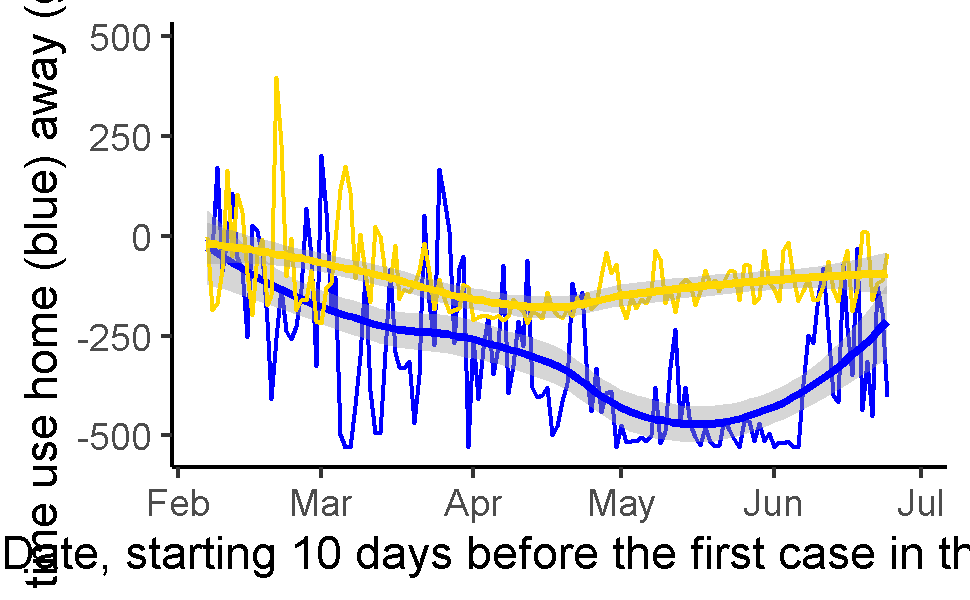 time use home (blue) away (
500
250
0
-250
-500
Feb Mar Apr May Jun Jul
Date, starting 10 days before the first case in th